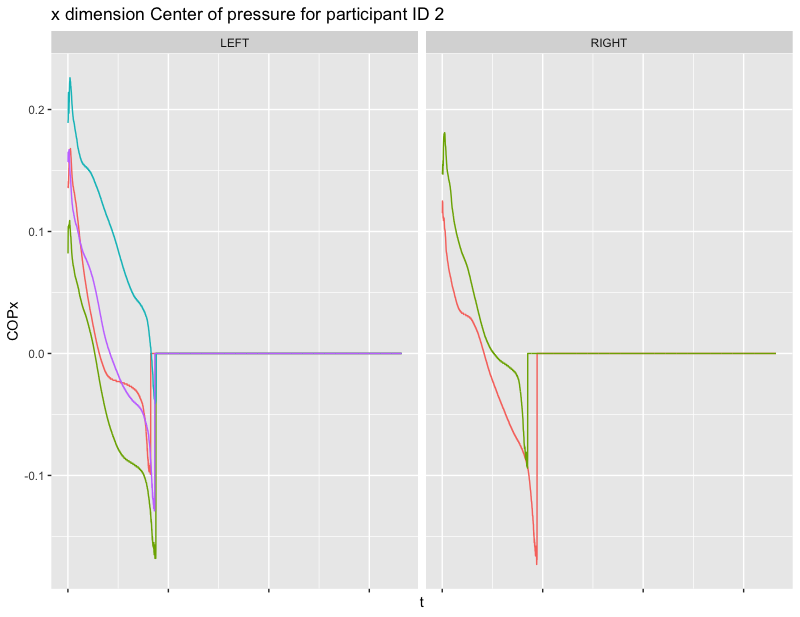 x dimension Center of pressure for participant ID 2
LEFT
RIGHT
0.2
0.1
0.0
-0.1
COPx
t